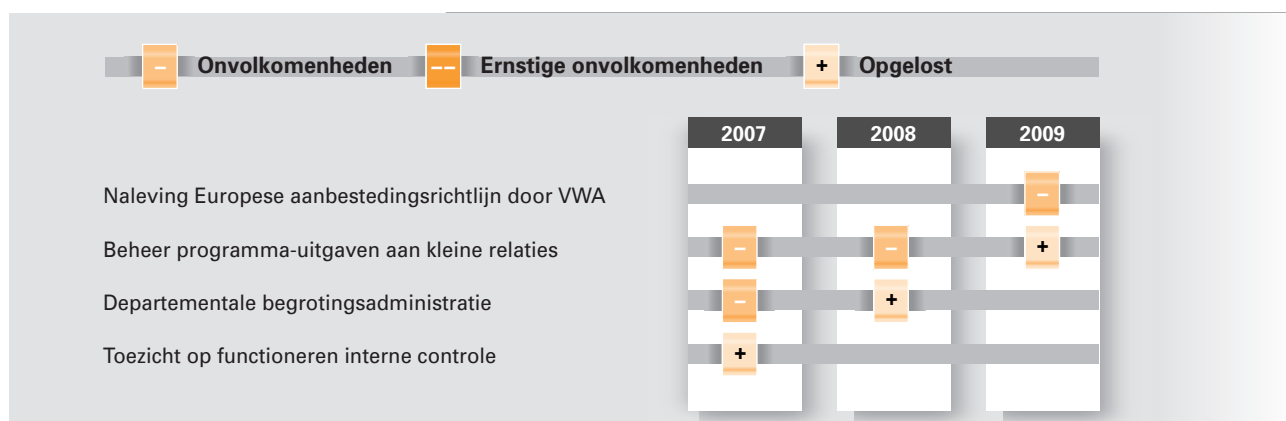 – Onvolkomenheden –– Ernstige onvolkomenheden + Opgelost
2007 2008 2009
Naleving Europese aanbestedingsrichtlijn door VWA –
Beheer programma-uitgaven aan kleine relaties – – +
Departementale begrotingsadministratie – +
Toezicht op functioneren interne controle +